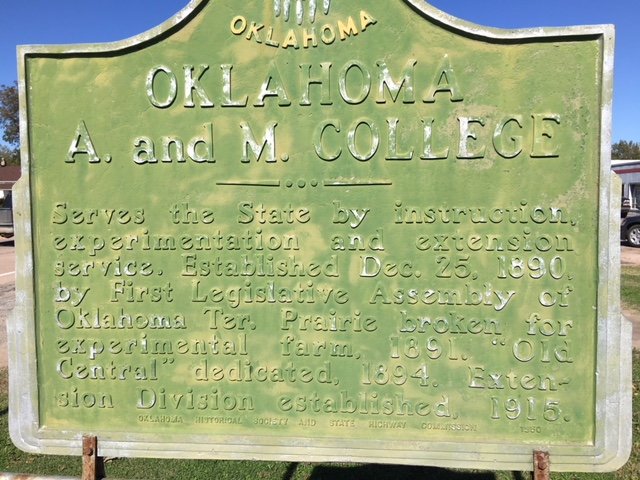 OKLAHOMA
OKLAHOMA
A. and M. COLLEGE
Serves the State by instruction,
experimentation and extension
service. Established Dec. 25, 1890,
by First Legislative Assembly of
Oklahoma Ter. Prairie broken for
experimental farm, 1891. "Old
Central" dedicated, 1894. Exten-
sion Division established, 1915.
OKLAHOMA HISTORICAL SOCIETY AND STATE HIGHWAY COMMISSION 1950